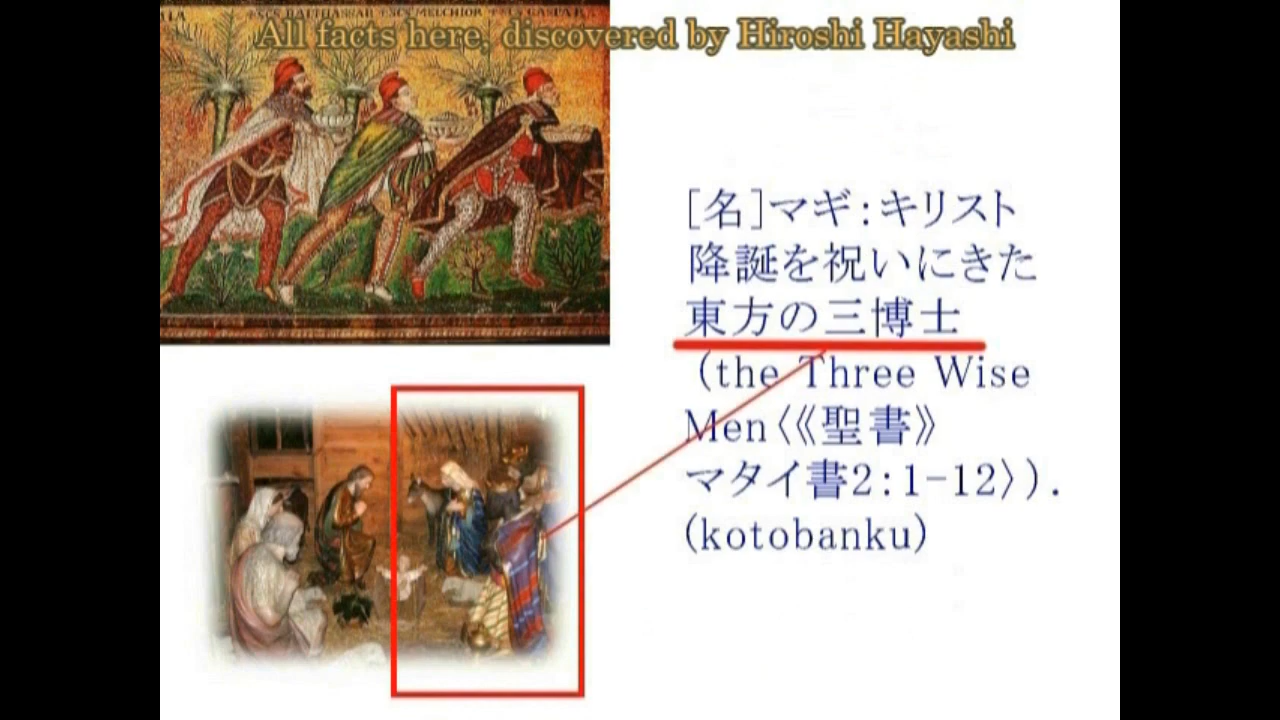 All facts here, discovered by Hiroshi Hayashi
BALTHASSAR
MELCHIOR
[名]マギ:キリスト
降誕を祝いにきた
東方の三博士
(the Three Wise
Men〈《聖書》
マタイ書2:1-12〉).
(kotobanku)